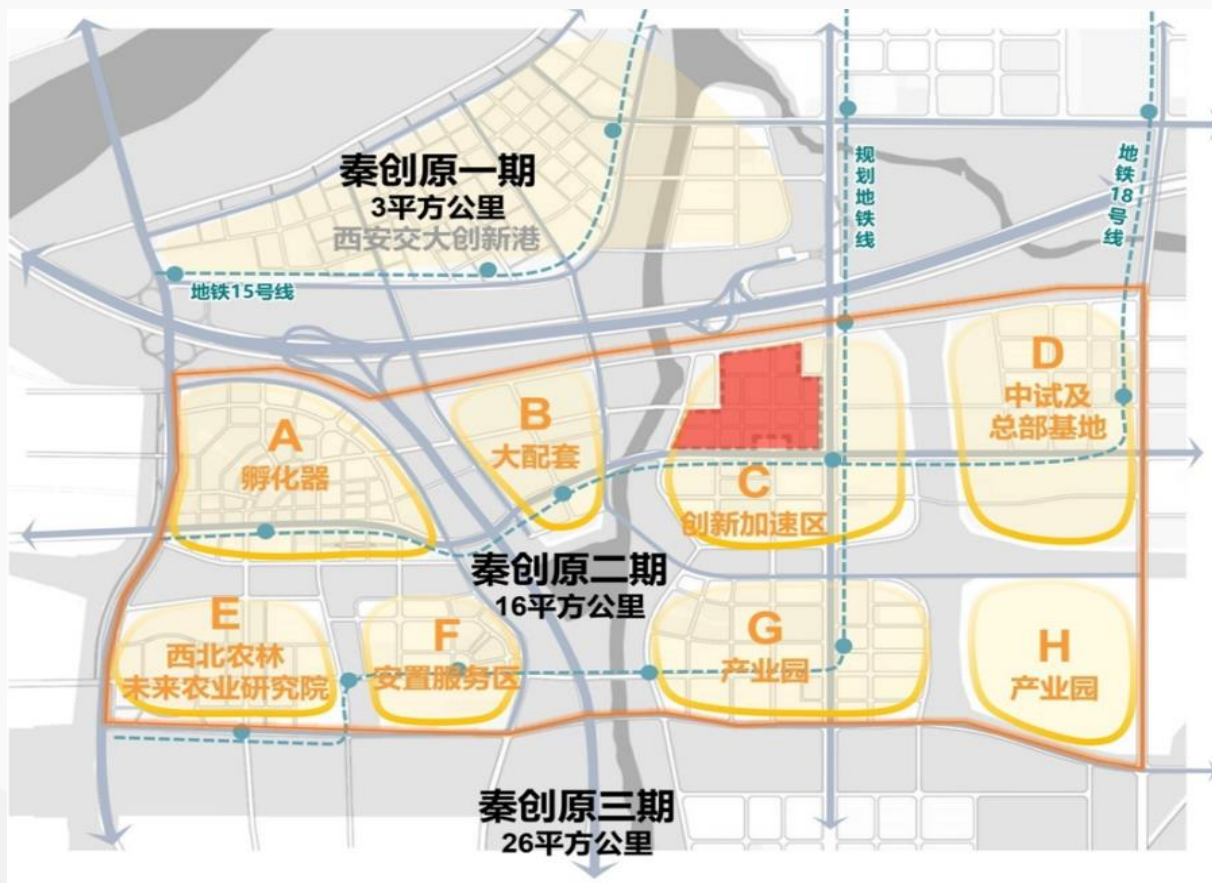 秦创原一期
3平方公里
西安交大创新港
地铁15号线
规划地铁线
地铁18号线
A
孵化器
B
大配套
C
创新加速区
D
中试及
总部基地
秦创原二期
16平方公里
E
西北农林
未来农业研究院
F
安置服务区
G
产业园
H
产业园
秦创原三期
26平方公里